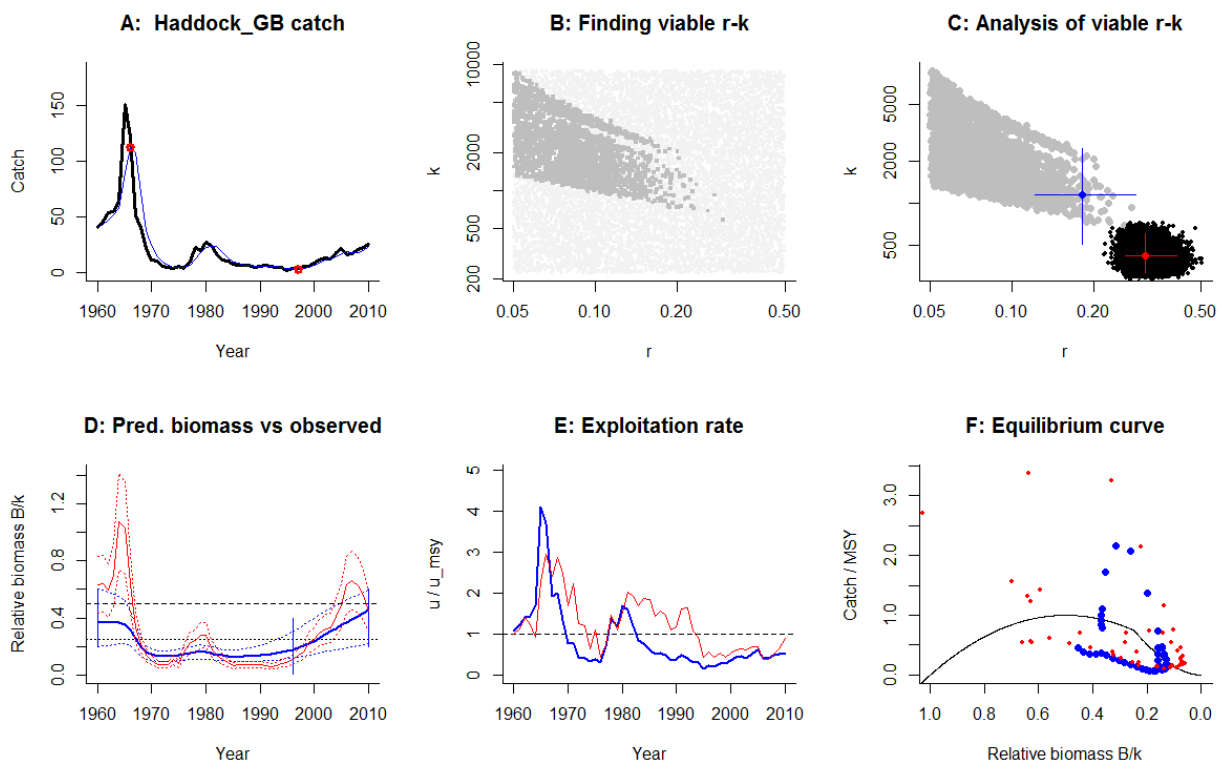 A: Haddock_GB catch
B: Finding viable r-k
C: Analysis of viable r-k
Catch
0 50 100 150
1960 1970 1980 1990 2000 2010
Year
k
200 500 2000 10000
0.05 0.10 0.20 0.50
r
k
500 2000 5000
0.05 0.10 0.20 0.50
r
D: Pred. biomass vs observed
E: Exploitation rate
F: Equilibrium curve
Relative biomass B/k
0.0 0.4 0.8 1.2
1960 1970 1980 1990 2000 2010
Year
u / u_msy
0 1 2 3 4 5
1960 1970 1980 1990 2000 2010
Year
Catch / MSY
0.0 1.0 2.0 3.0
1.0 0.8 0.6 0.4 0.2 0.0
Relative biomass B/k